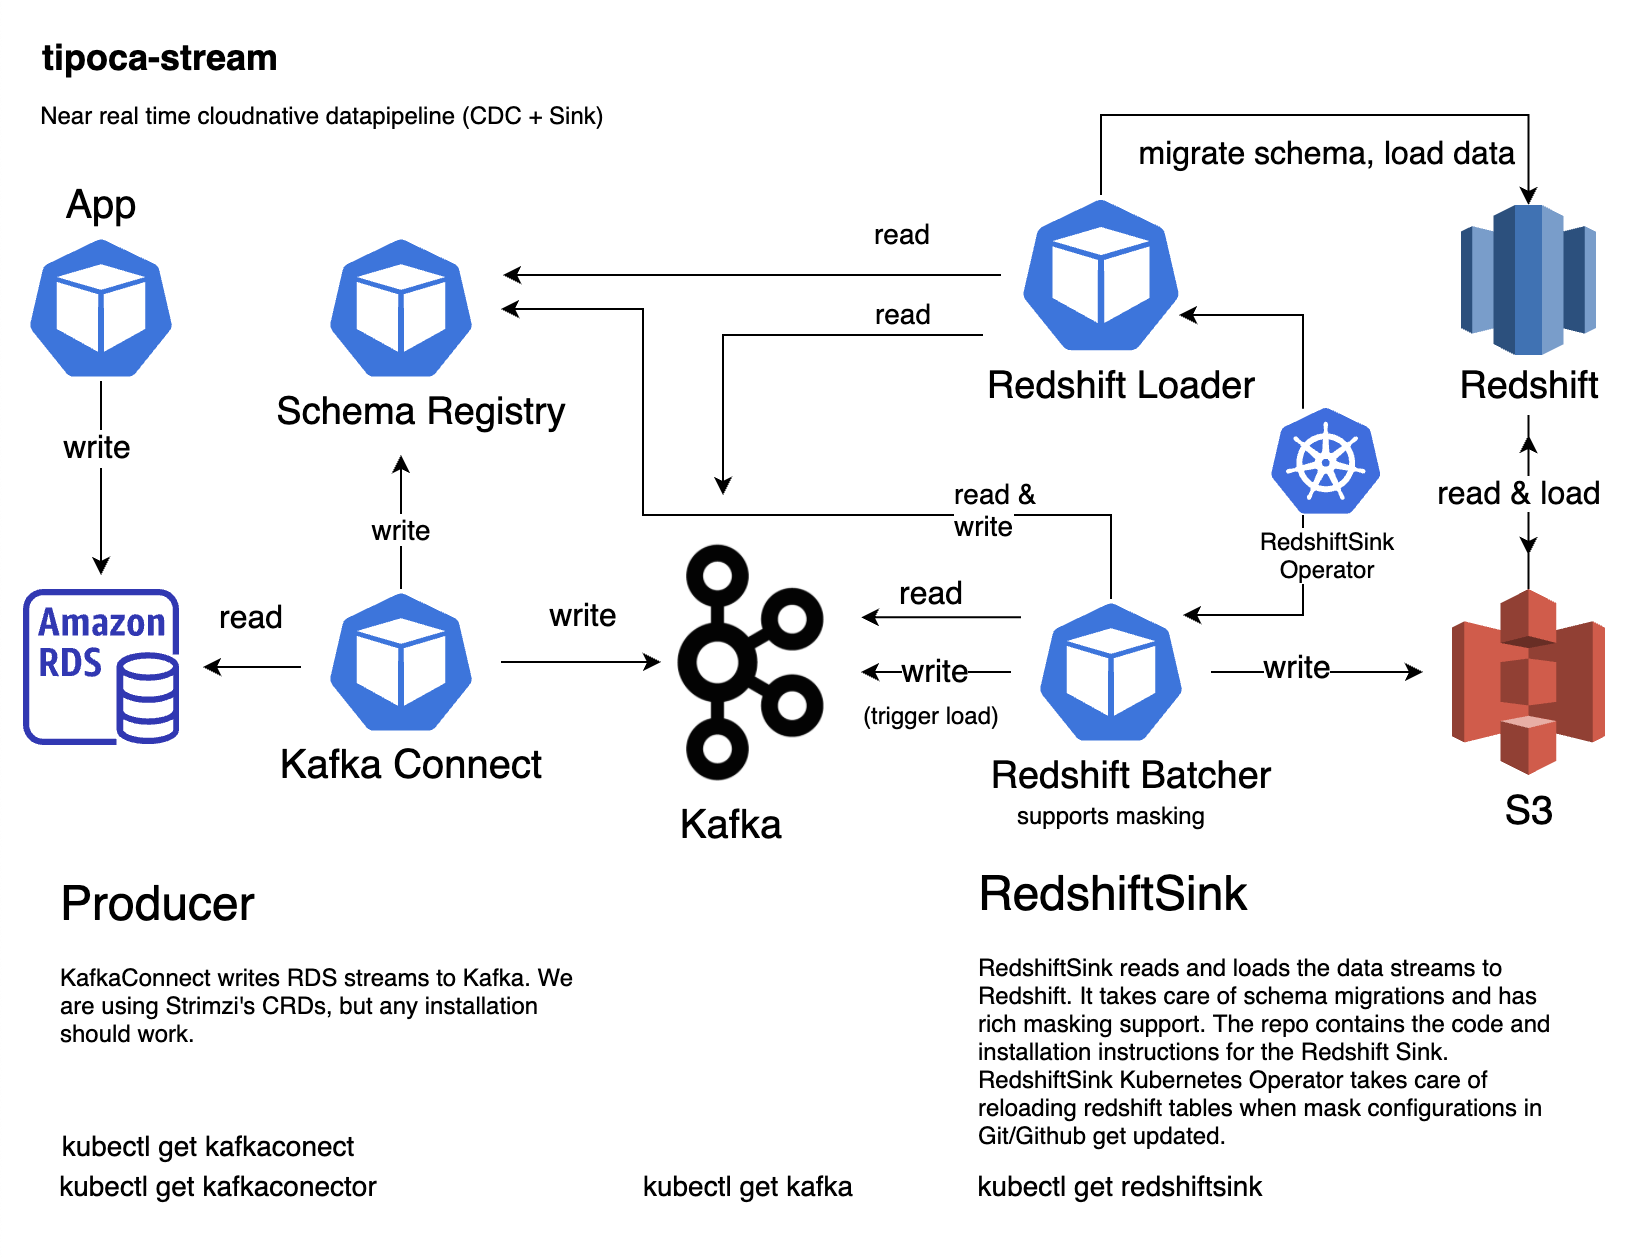 tipoca-stream
Near real time cloudnative datapipeline (CDC + Sink)
migrate schema, load data
App
read
read
Redshift Loader
Redshift
Schema Registry
write
read &
write
read & load
write
RedshiftSink
Operator
Amazon
RDS
read
write
read
write
(trigger load)
write
Kafka Connect
Kafka
Redshift Batcher
supports masking
S3
Producer
KafkaConnect writes RDS streams to Kafka. We
are using Strimzi's CRDs, but any installation
should work.
kubectl get kafkaconect
kubectl get kafkaconector
kubectl get kafka
RedshiftSink
RedshiftSink reads and loads the data streams to
Redshift. It takes care of schema migrations and has
rich masking support. The repo contains the code and
installation instructions for the Redshift Sink.
RedshiftSink Kubernetes Operator takes care of
reloading redshift tables when mask configurations in
Git/Github get updated.
kubectl get redshiftsink